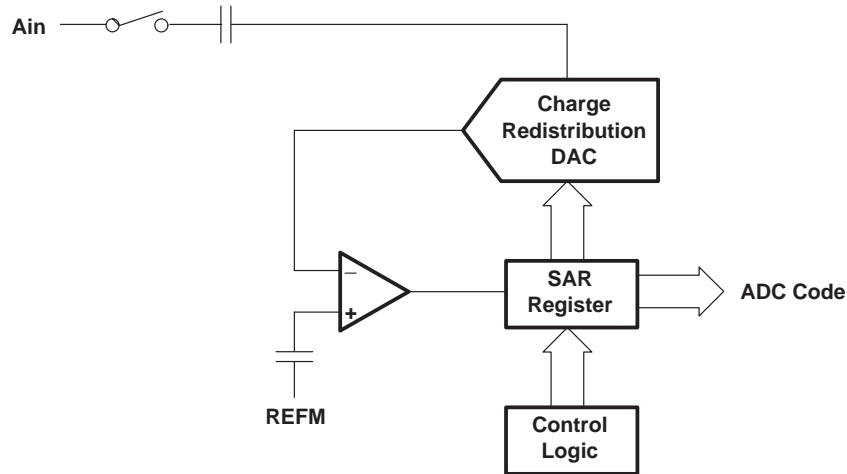 Ain
Charge
Redistribution
DAC
−
+
SAR
Register
ADC Code
REFM
Control
Logic